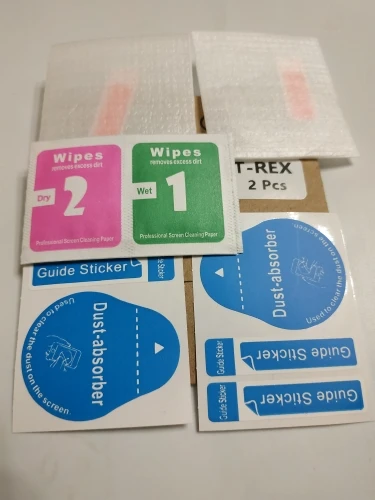 Wipes
removes excess dirt
Dry
2
Professional Screen Cleaning Paper
Wipes
removes excess dirt
Wet
1
Professional Screen Cleaning Paper
T-REX
2 Pcs
Guide Sticker
Dust-absorber
Used to clear the dust on the screen
Dust-absorber
Used to clear the dust on the screen.
Guide Sticker
Guide Sticker
Guide Sticker
Guide Sticker